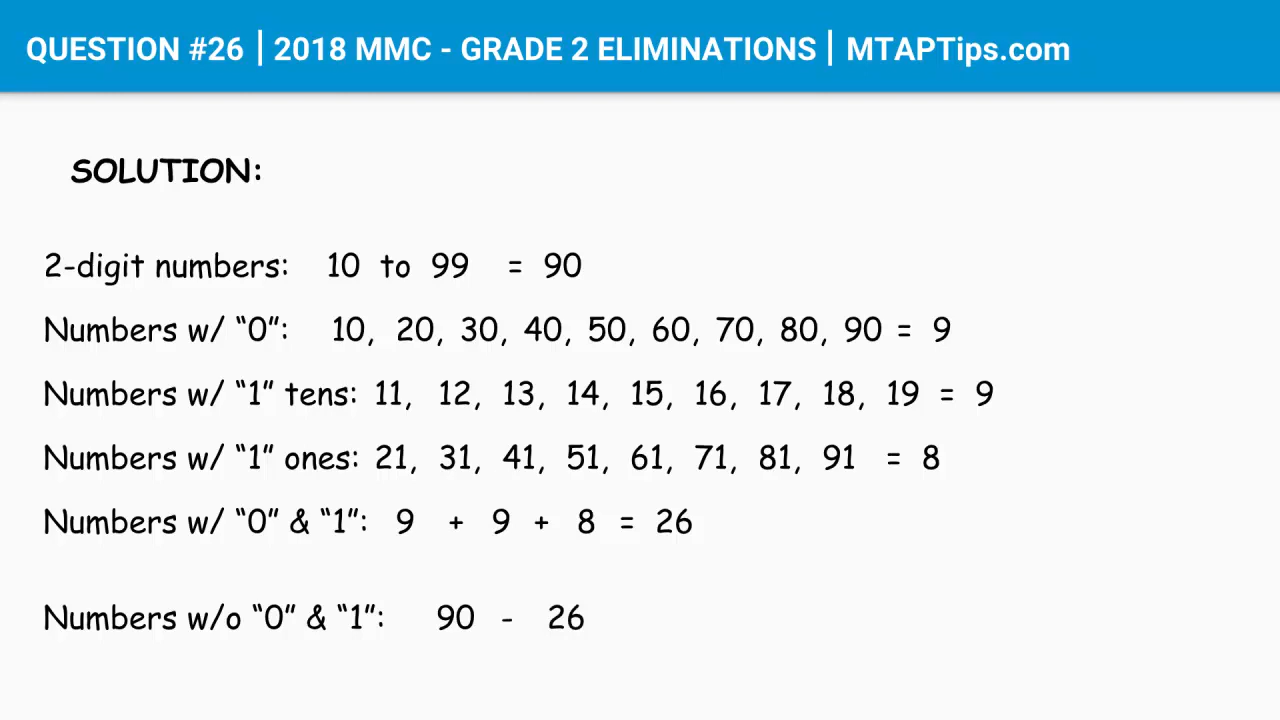 QUESTION #26 | 2018 MMC - GRADE 2 ELIMINATIONS | MTAPTips.com
SOLUTION:
2-digit numbers: 10 to 99 = 90
Numbers w/ “0”: 10, 20, 30, 40, 50, 60, 70, 80, 90 = 9
Numbers w/ “1” tens: 11, 12, 13, 14, 15, 16, 17, 18, 19 = 9
Numbers w/ “1” ones: 21, 31, 41, 51, 61, 71, 81, 91 = 8
Numbers w/ “0” & “1”: 9 + 9 + 8 = 26
Numbers w/o “0” & “1”: 90 - 26